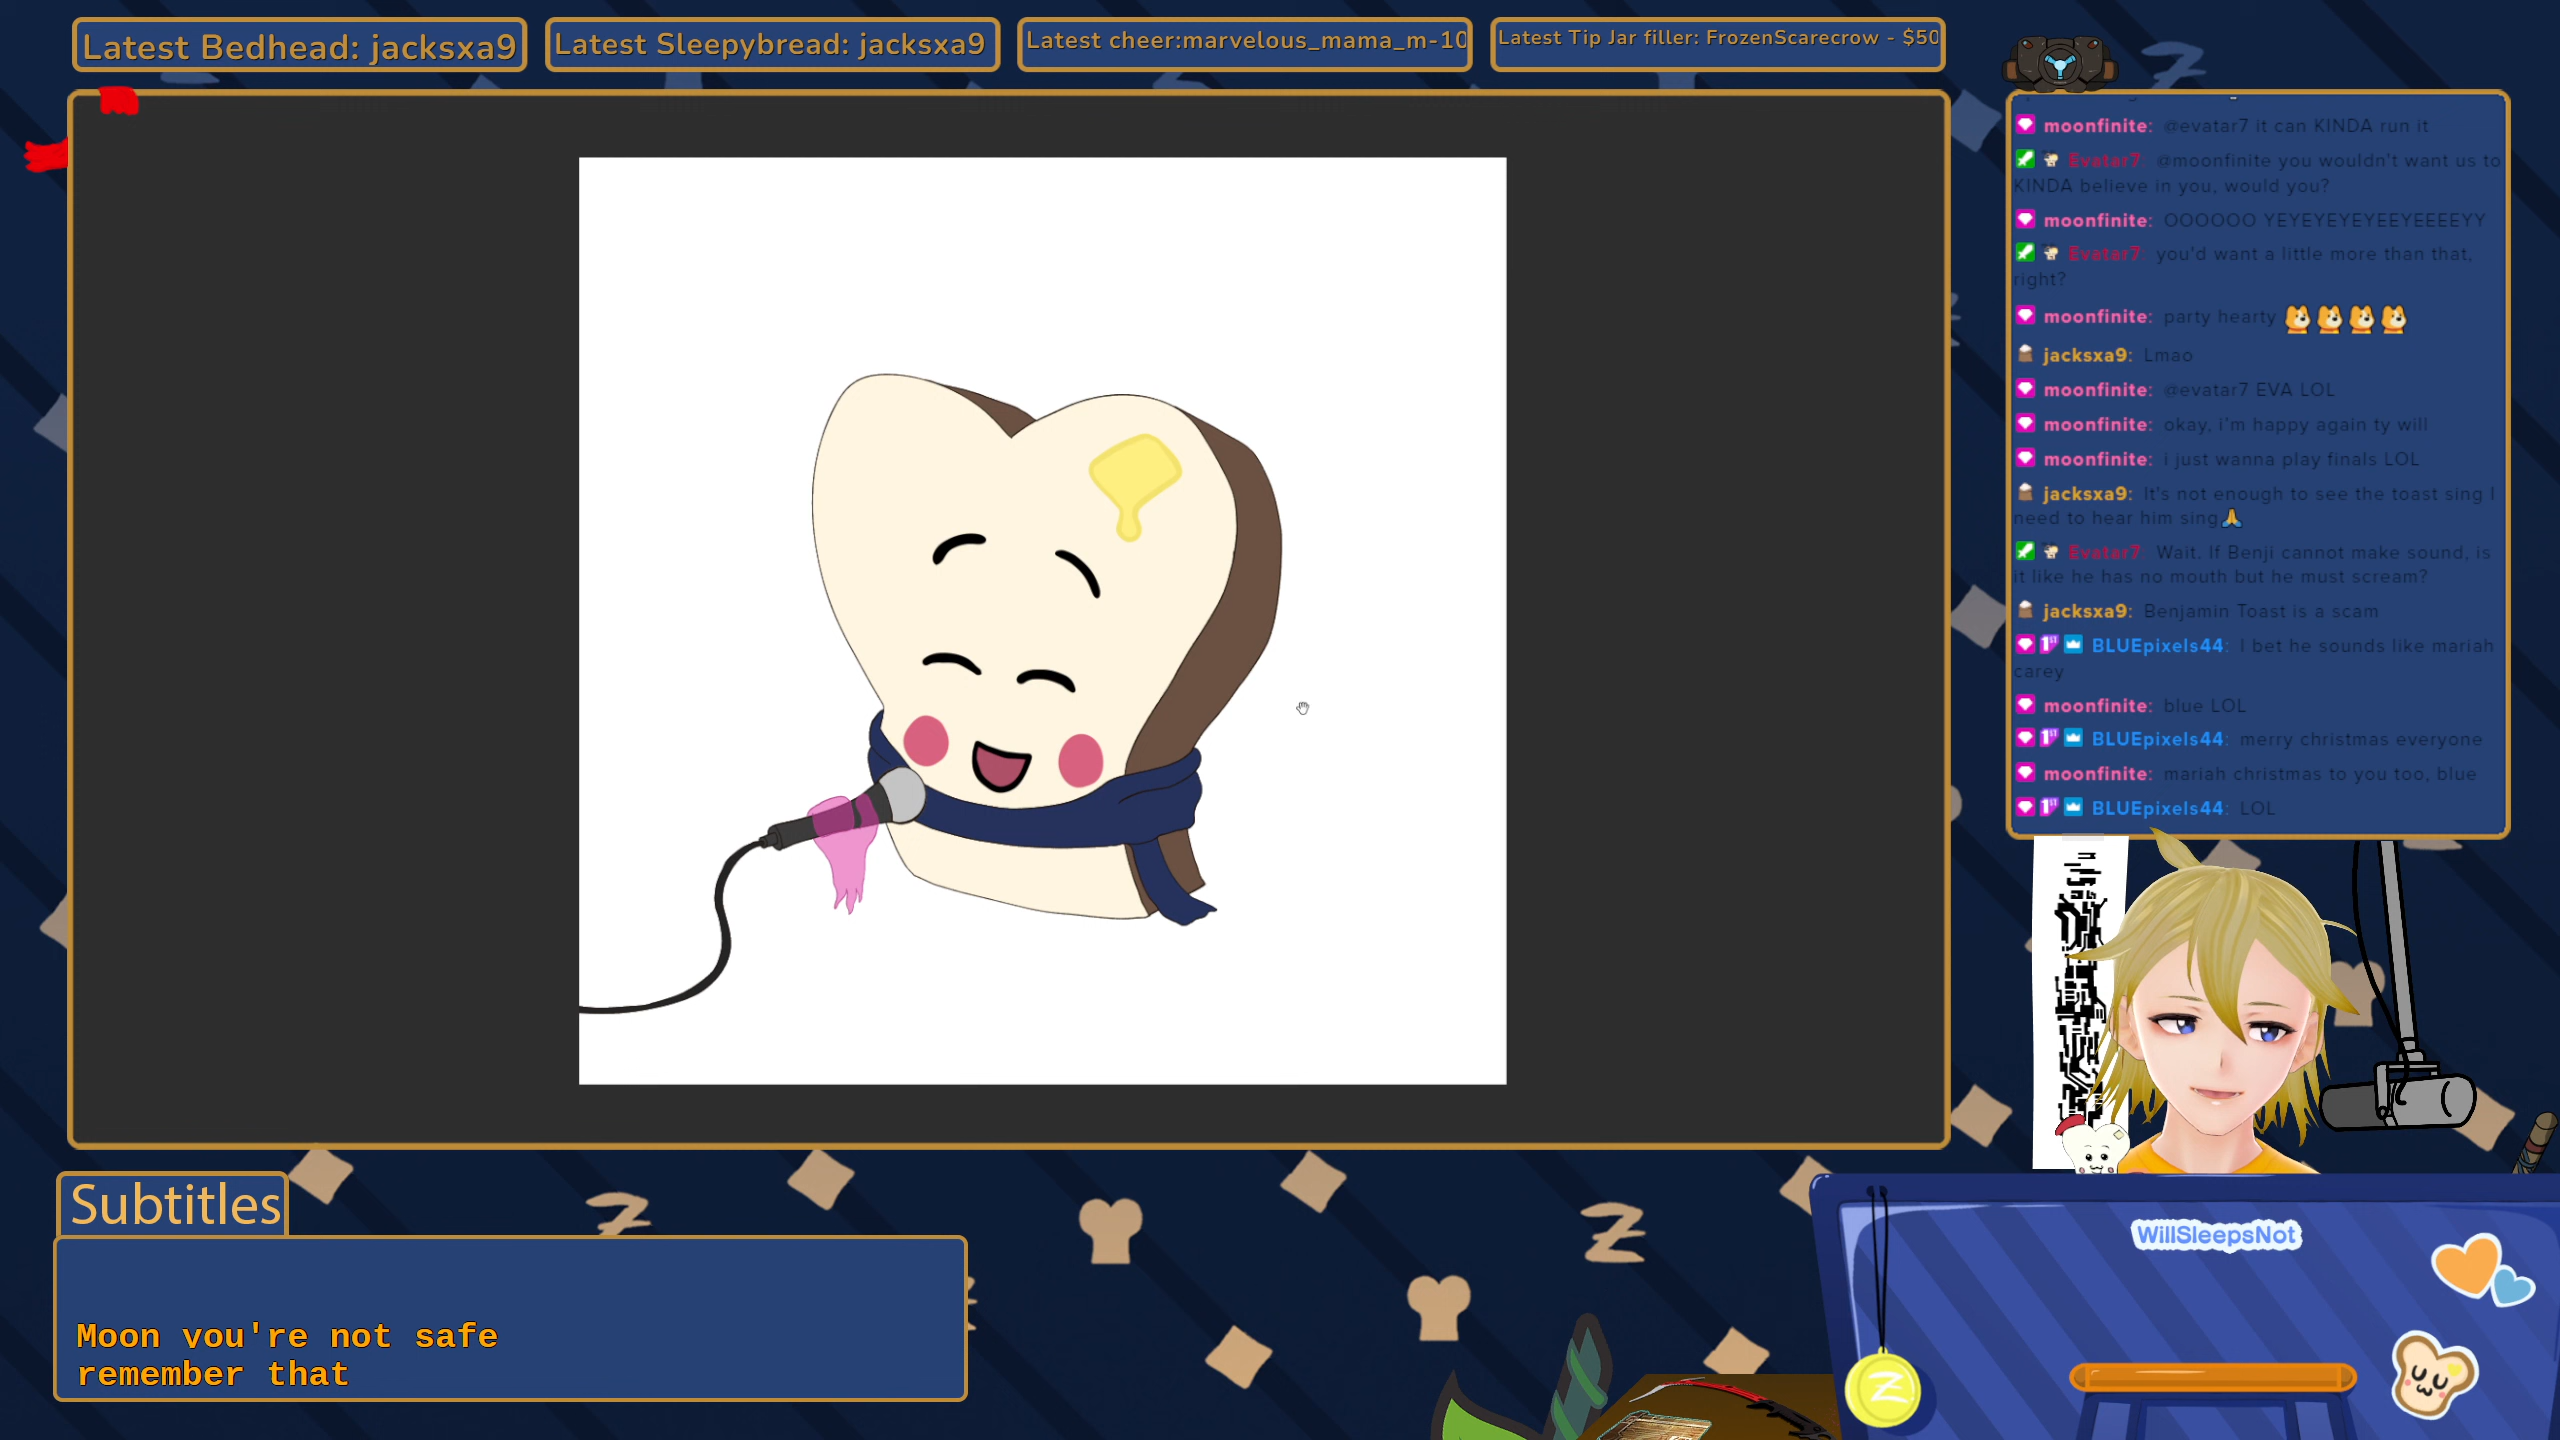 Latest Bedhead: jacksxa9
Latest Sleepybread: jacksxa9
Latest cheer:marvelous_mama_m-10
Latest Tip Jar filler: FrozenScarecrow - $50
moonfinite: @evatar7 it can KINDA run it
Evatar7: @moonfinite you wouldn't want us to
KINDA believe in you, would you?
moonfinite: OOOOOO YEYEYEYEYEEYEEEEYY
Evatar7: you'd want a little more than that,
right?
moonfinite: party hearty
jacksxa9: Lmao
moonfinite: @evatar7 EVA LOL
moonfinite: okay, i'm happy again ty will
moonfinite: i just wanna play finals LOL
jacksxa9: It's not enough to see the toast sing I
need to hear him sing🙏
Evatar7: Wait. If Benji cannot make sound, is
it like he has no mouth but he must scream?
jacksxa9: Benjamin Toast is a scam
BLUEpixels44: I bet he sounds like mariah
carey
moonfinite: blue LOL
BLUEpixels44: merry christmas everyone
moonfinite: mariah christmas to you too, blue
BLUEpixels44: LOL
Subtitles
Moon you're not safe
remember that
WillSleepsNot
Z